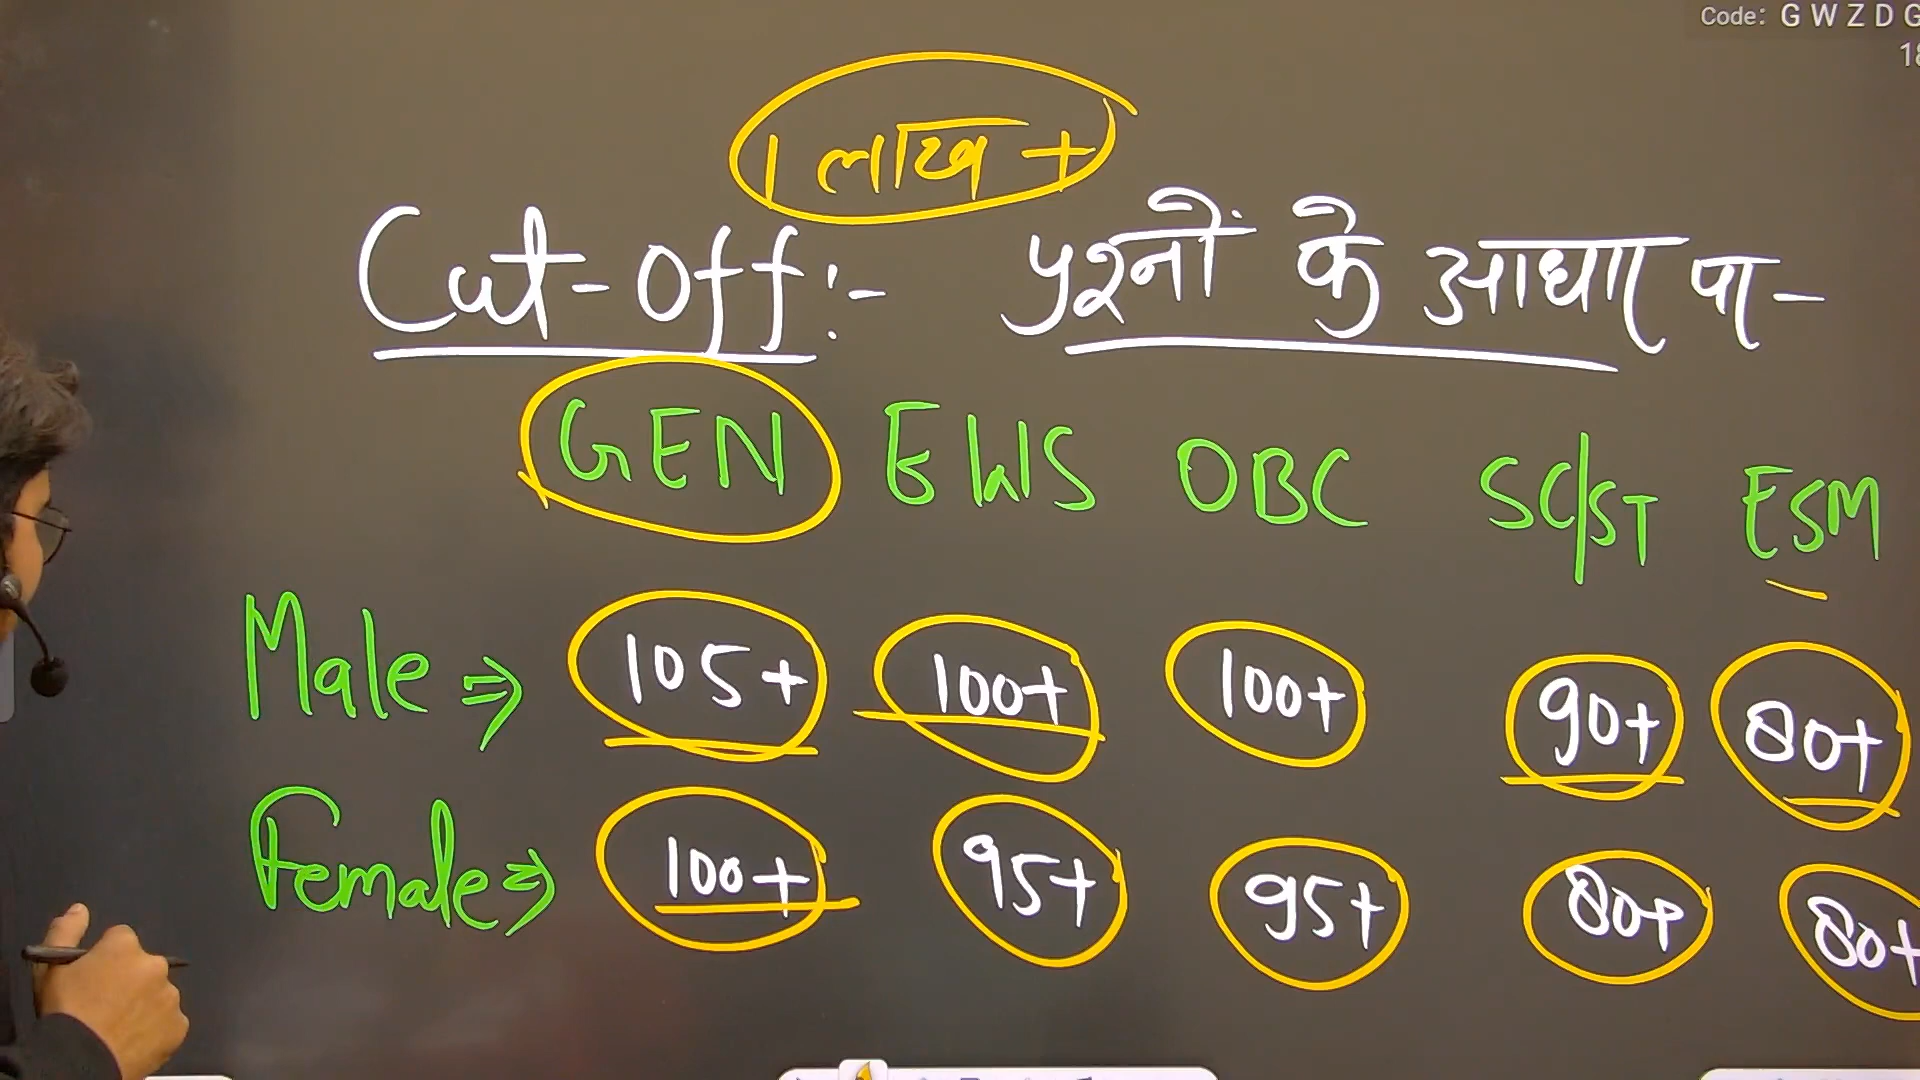 Code: G W Z D G
18
1 लाख +
Cut-off:- प्रश्नों के आधार पर-
GEN EWS OBC SC/ST ESM
Male ⇒ 105+ 100+ 100+ 90+ 80+
Female ⇒ 100+ 95+ 95+ 80+ 80+